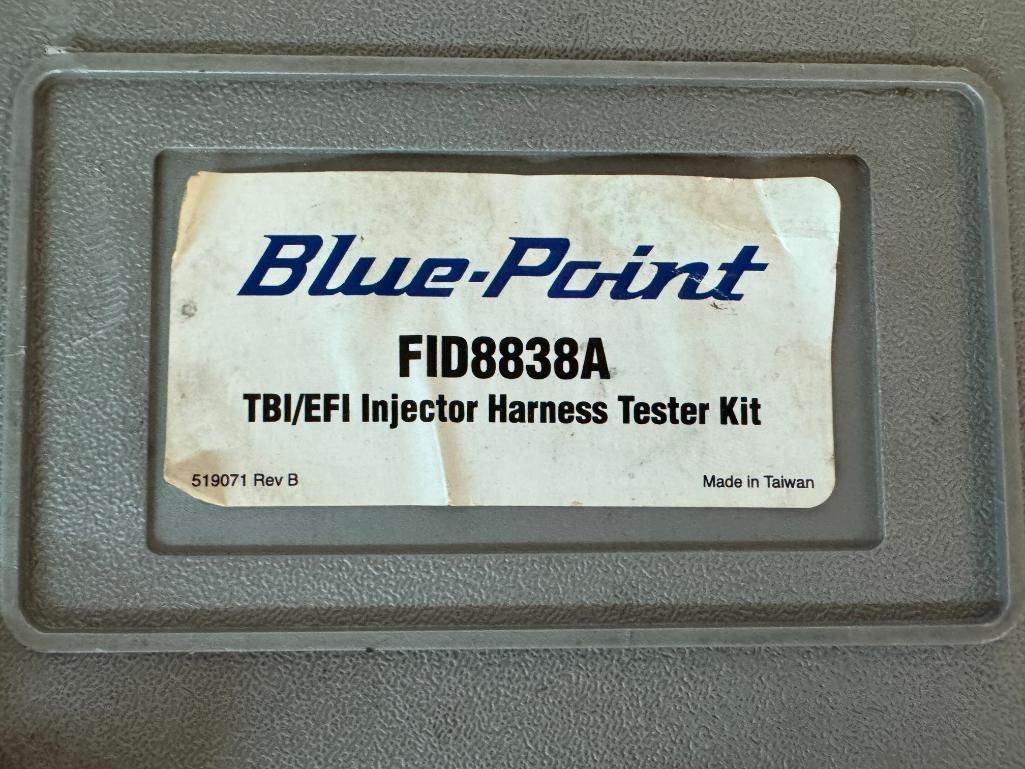 Blue-Point
FID8838A
TBI/EFI Injector Harness Tester Kit
519071 Rev B
Made in Taiwan